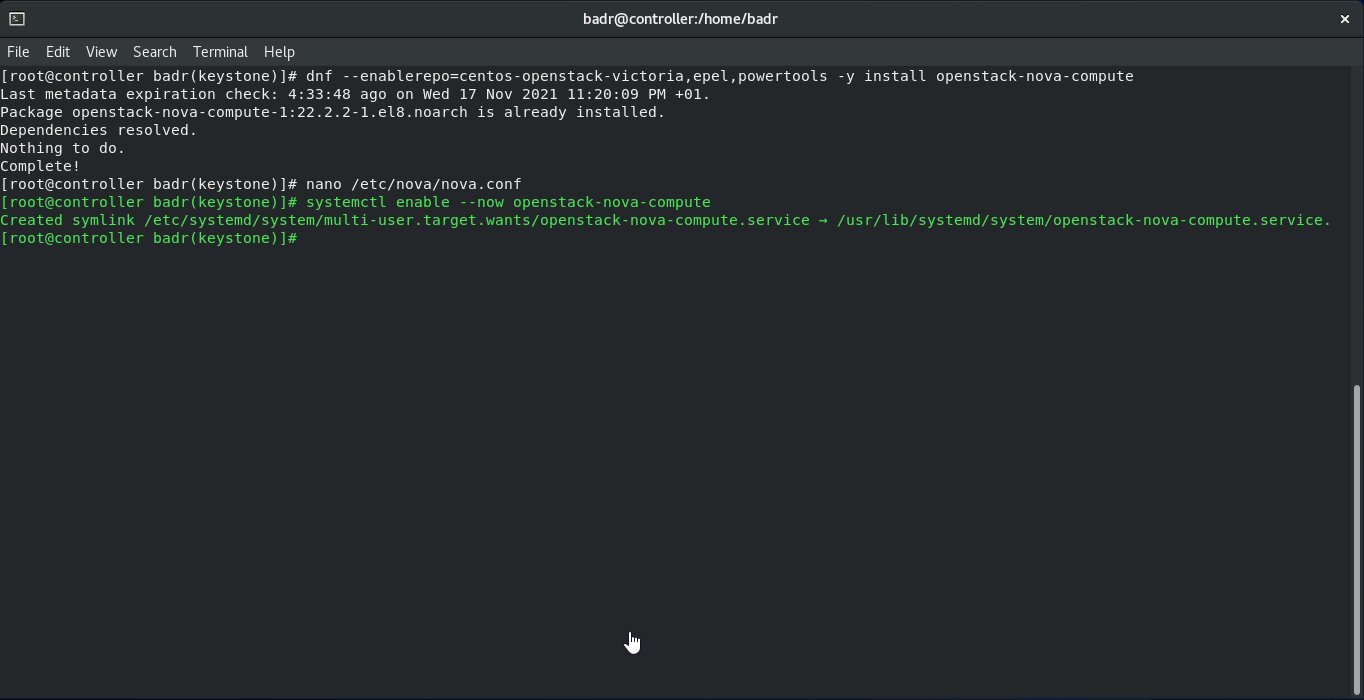 badr@controller:/home/badr
File Edit View Search Terminal Help
[root@controller badr(keystone)]# dnf --enablerepo=centos-openstack-victoria,epel,powertools -y install openstack-nova-compute
Last metadata expiration check: 4:33:48 ago on Wed 17 Nov 2021 11:20:09 PM +01.
Package openstack-nova-compute-1:22.2.2-1.el8.noarch is already installed.
Dependencies resolved.
Nothing to do.
Complete!
[root@controller badr(keystone)]# nano /etc/nova/nova.conf
[root@controller badr(keystone)]# systemctl enable --now openstack-nova-compute
Created symlink /etc/systemd/system/multi-user.target.wants/openstack-nova-compute.service → /usr/lib/systemd/system/openstack-nova-compute.service.
[root@controller badr(keystone)]#